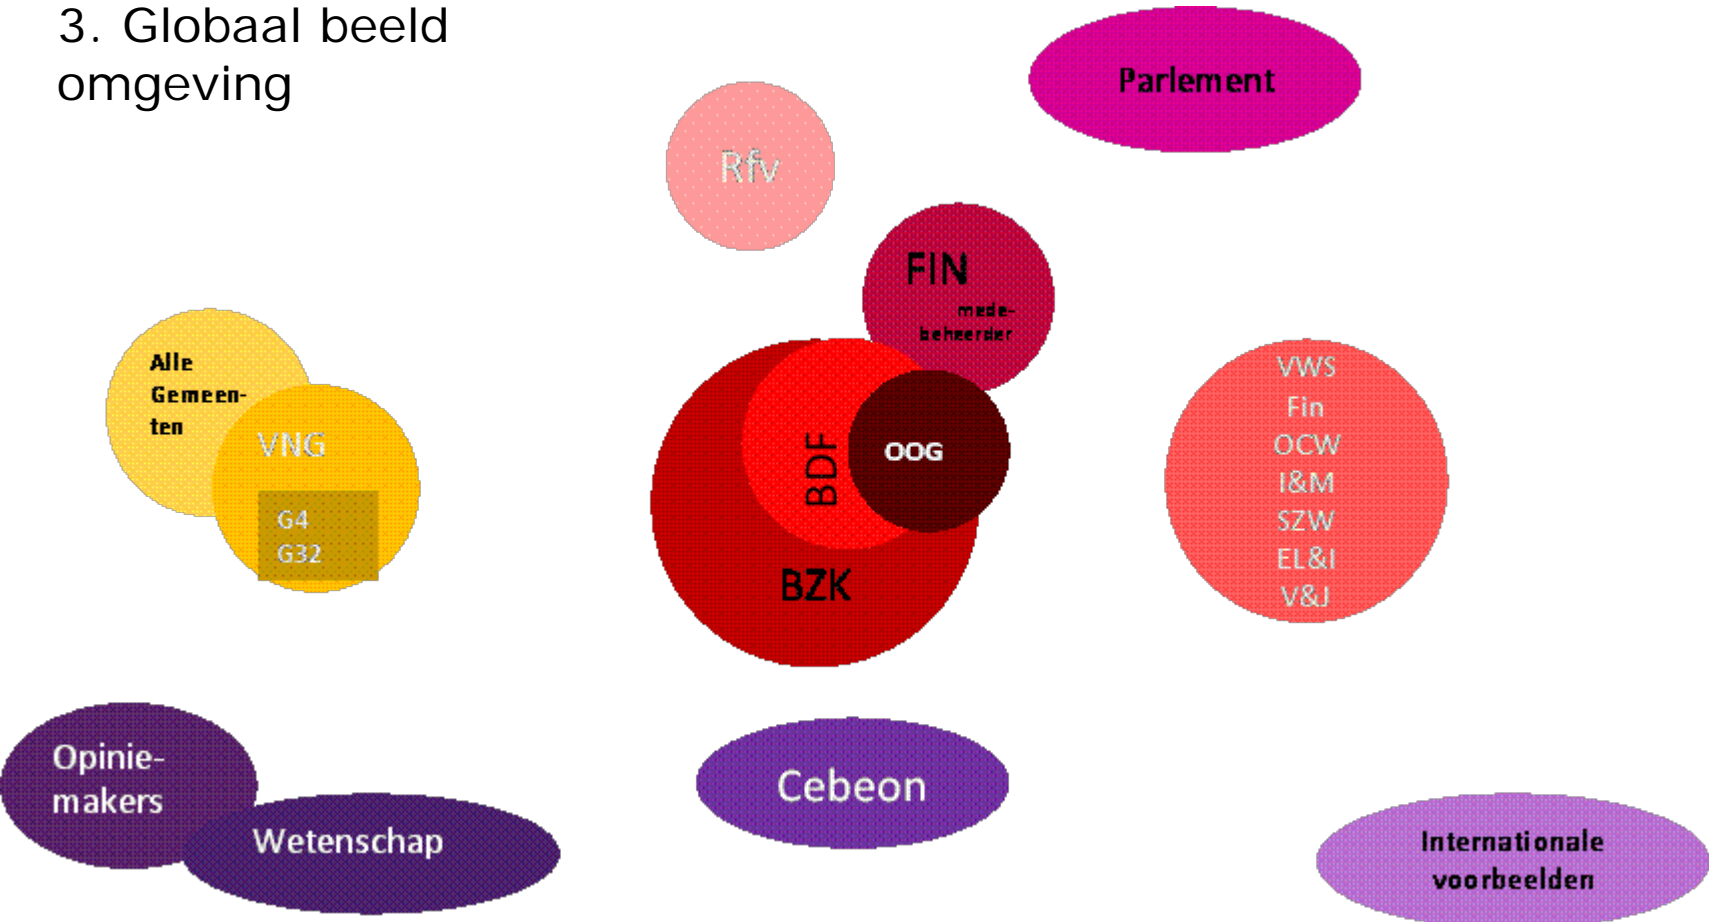 3. Globaal beeld
omgeving
Parlement
Rfv
FIN
mede-
beheerder
Alle
Gemeen-
ten
VNG
G4
G32
BDF
OOG
BZK
VWS
Fin
OCW
I&M
SZW
EL&I
V&J
Opinie-
makers
Wetenschap
Cebeon
Internationale
voorbeelden